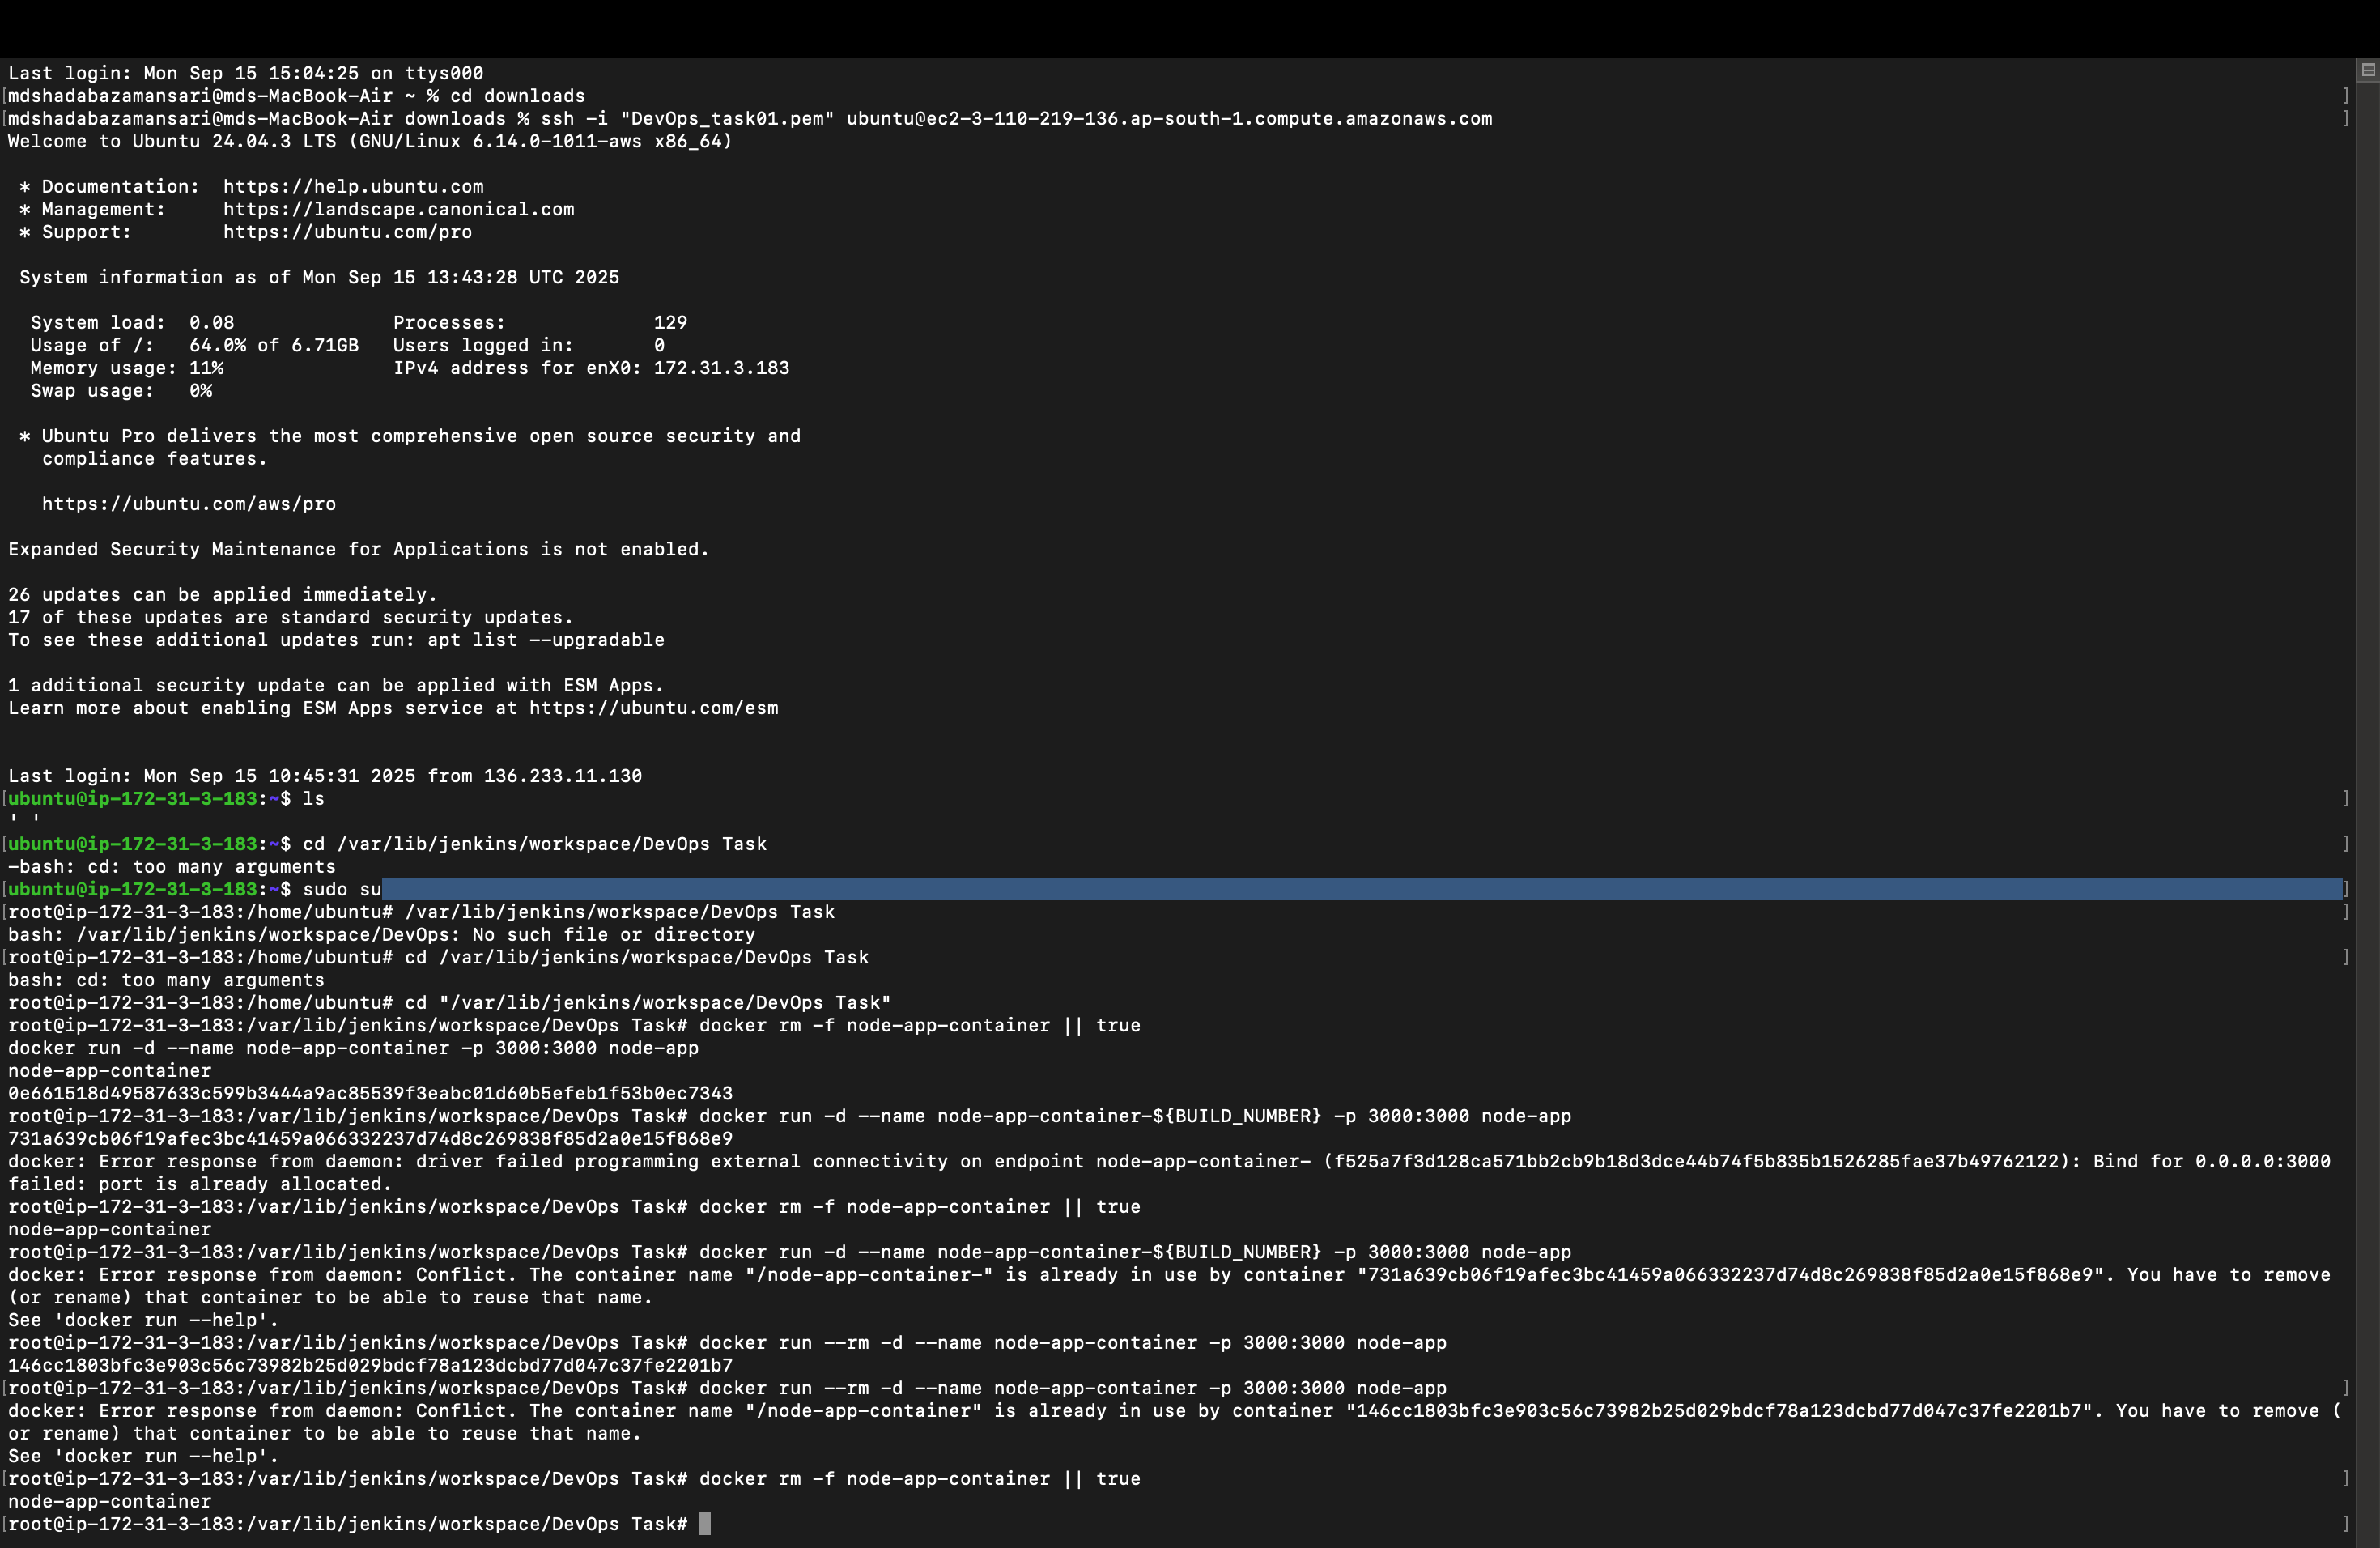 Last login: Mon Sep 15 15:04:25 on ttys000
[mdshadabazamansari@mds-MacBook-Air ~ % cd downloads ]
[mdshadabazamansari@mds-MacBook-Air downloads % ssh -i "DevOps_task01.pem" ubuntu@ec2-3-110-219-136.ap-south-1.compute.amazonaws.com ]
Welcome to Ubuntu 24.04.3 LTS (GNU/Linux 6.14.0-1011-aws x86_64)
* Documentation:  https://help.ubuntu.com
* Management:     https://landscape.canonical.com
* Support:        https://ubuntu.com/pro
System information as of Mon Sep 15 13:43:28 UTC 2025
System load:  0.08              Processes:             129
Usage of /:   64.0% of 6.71GB   Users logged in:       0
Memory usage: 11%               IPv4 address for enX0: 172.31.3.183
Swap usage:   0%
* Ubuntu Pro delivers the most comprehensive open source security and
compliance features.
https://ubuntu.com/aws/pro
Expanded Security Maintenance for Applications is not enabled.
26 updates can be applied immediately.
17 of these updates are standard security updates.
To see these additional updates run: apt list --upgradable
1 additional security update can be applied with ESM Apps.
Learn more about enabling ESM Apps service at https://ubuntu.com/esm
Last login: Mon Sep 15 10:45:31 2025 from 136.233.11.130
[ubuntu@ip-172-31-3-183:~$ ls ]
' '
[ubuntu@ip-172-31-3-183:~$ cd /var/lib/jenkins/workspace/DevOps Task ]
-bash: cd: too many arguments
[ubuntu@ip-172-31-3-183:~$ sudo su ]
[root@ip-172-31-3-183:/home/ubuntu# /var/lib/jenkins/workspace/DevOps Task ]
bash: /var/lib/jenkins/workspace/DevOps: No such file or directory
[root@ip-172-31-3-183:/home/ubuntu# cd /var/lib/jenkins/workspace/DevOps Task ]
bash: cd: too many arguments
root@ip-172-31-3-183:/home/ubuntu# cd "/var/lib/jenkins/workspace/DevOps Task"
root@ip-172-31-3-183:/var/lib/jenkins/workspace/DevOps Task# docker rm -f node-app-container || true
docker run -d --name node-app-container -p 3000:3000 node-app
node-app-container
0e661518d49587633c599b3444a9ac85539f3eabc01d60b5efeb1f53b0ec7343
root@ip-172-31-3-183:/var/lib/jenkins/workspace/DevOps Task# docker run -d --name node-app-container-${BUILD_NUMBER} -p 3000:3000 node-app
731a639cb06f19afec3bc41459a066332237d74d8c269838f85d2a0e15f868e9
docker: Error response from daemon: driver failed programming external connectivity on endpoint node-app-container- (f525a7f3d128ca571bb2cb9b18d3dce44b74f5b835b1526285fae37b49762122): Bind for 0.0.0.0:3000
failed: port is already allocated.
root@ip-172-31-3-183:/var/lib/jenkins/workspace/DevOps Task# docker rm -f node-app-container || true
node-app-container
root@ip-172-31-3-183:/var/lib/jenkins/workspace/DevOps Task# docker run -d --name node-app-container-${BUILD_NUMBER} -p 3000:3000 node-app
docker: Error response from daemon: Conflict. The container name "/node-app-container-" is already in use by container "731a639cb06f19afec3bc41459a066332237d74d8c269838f85d2a0e15f868e9". You have to remove
(or rename) that container to be able to reuse that name.
See 'docker run --help'.
root@ip-172-31-3-183:/var/lib/jenkins/workspace/DevOps Task# docker run --rm -d --name node-app-container -p 3000:3000 node-app
146cc1803bfc3e903c56c73982b25d029bdcf78a123dcbd77d047c37fe2201b7
[root@ip-172-31-3-183:/var/lib/jenkins/workspace/DevOps Task# docker run --rm -d --name node-app-container -p 3000:3000 node-app ]
docker: Error response from daemon: Conflict. The container name "/node-app-container" is already in use by container "146cc1803bfc3e903c56c73982b25d029bdcf78a123dcbd77d047c37fe2201b7". You have to remove (
or rename) that container to be able to reuse that name.
See 'docker run --help'.
[root@ip-172-31-3-183:/var/lib/jenkins/workspace/DevOps Task# docker rm -f node-app-container || true ]
node-app-container
[root@ip-172-31-3-183:/var/lib/jenkins/workspace/DevOps Task# ]